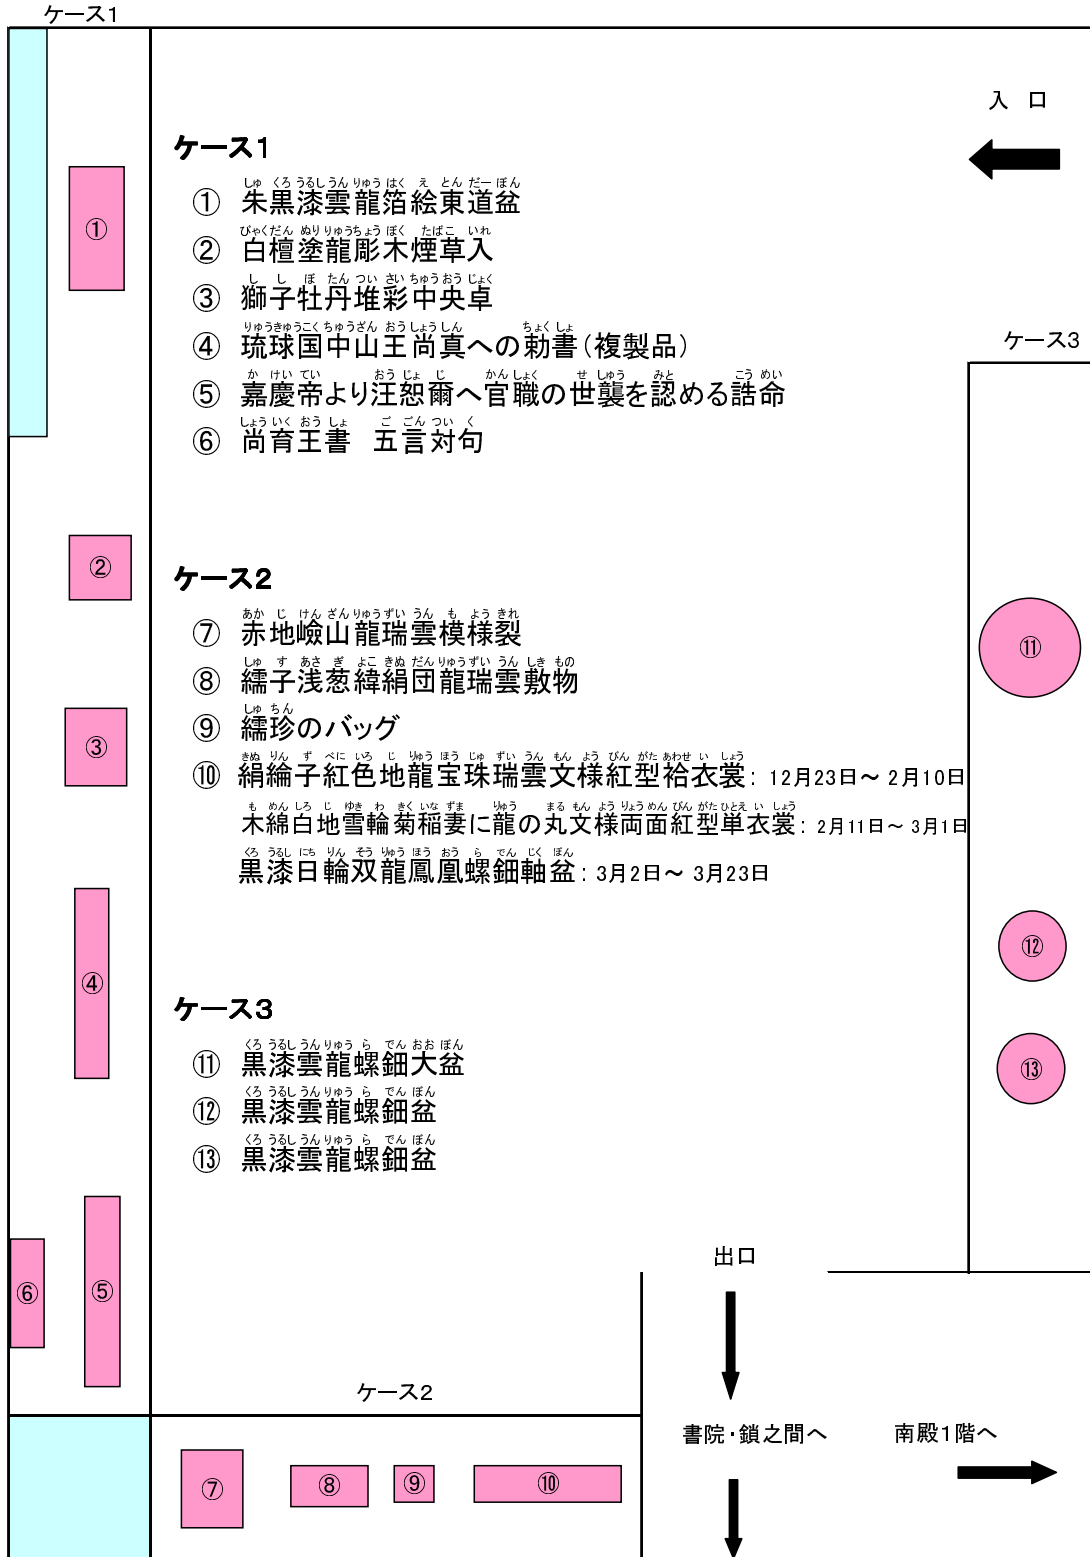 ケース1
入 口
ケース1
① 朱黒漆雲龍箔絵東道盆
② 白檀塗龍彫木煙草入
③ 獅子牡丹堆彩中央卓
④ 琉球国中山王尚真への勅書(複製品)
⑤ 嘉慶帝より汪恕爾へ官職の世襲を認める誥命
⑥ 尚育王書 五言対句
ケース2
⑦ 赤地嶮山龍瑞雲模様裂
⑧ 繻子浅葱緯絹団龍瑞雲敷物
⑨ 繻珍のバッグ
⑩ 絹綸子紅色地龍宝珠瑞雲文様紅型袷衣裳: 12月23日~2月10日
木綿白地雪輪菊稲妻に龍の丸文様両面紅型単衣裳: 2月11日~3月1日
黒漆日輪双龍鳳凰螺鈿軸盆: 3月2日~3月23日
ケース3
⑪ 黒漆雲龍螺鈿大盆
⑫ 黒漆雲龍螺鈿盆
⑬ 黒漆雲龍螺鈿盆
ケース3
①
②
③
④
⑤
⑥
⑪
⑫
⑬
出口
ケース2
⑦
⑧
⑨
⑩
書院・鎖之間へ
南殿1階へ